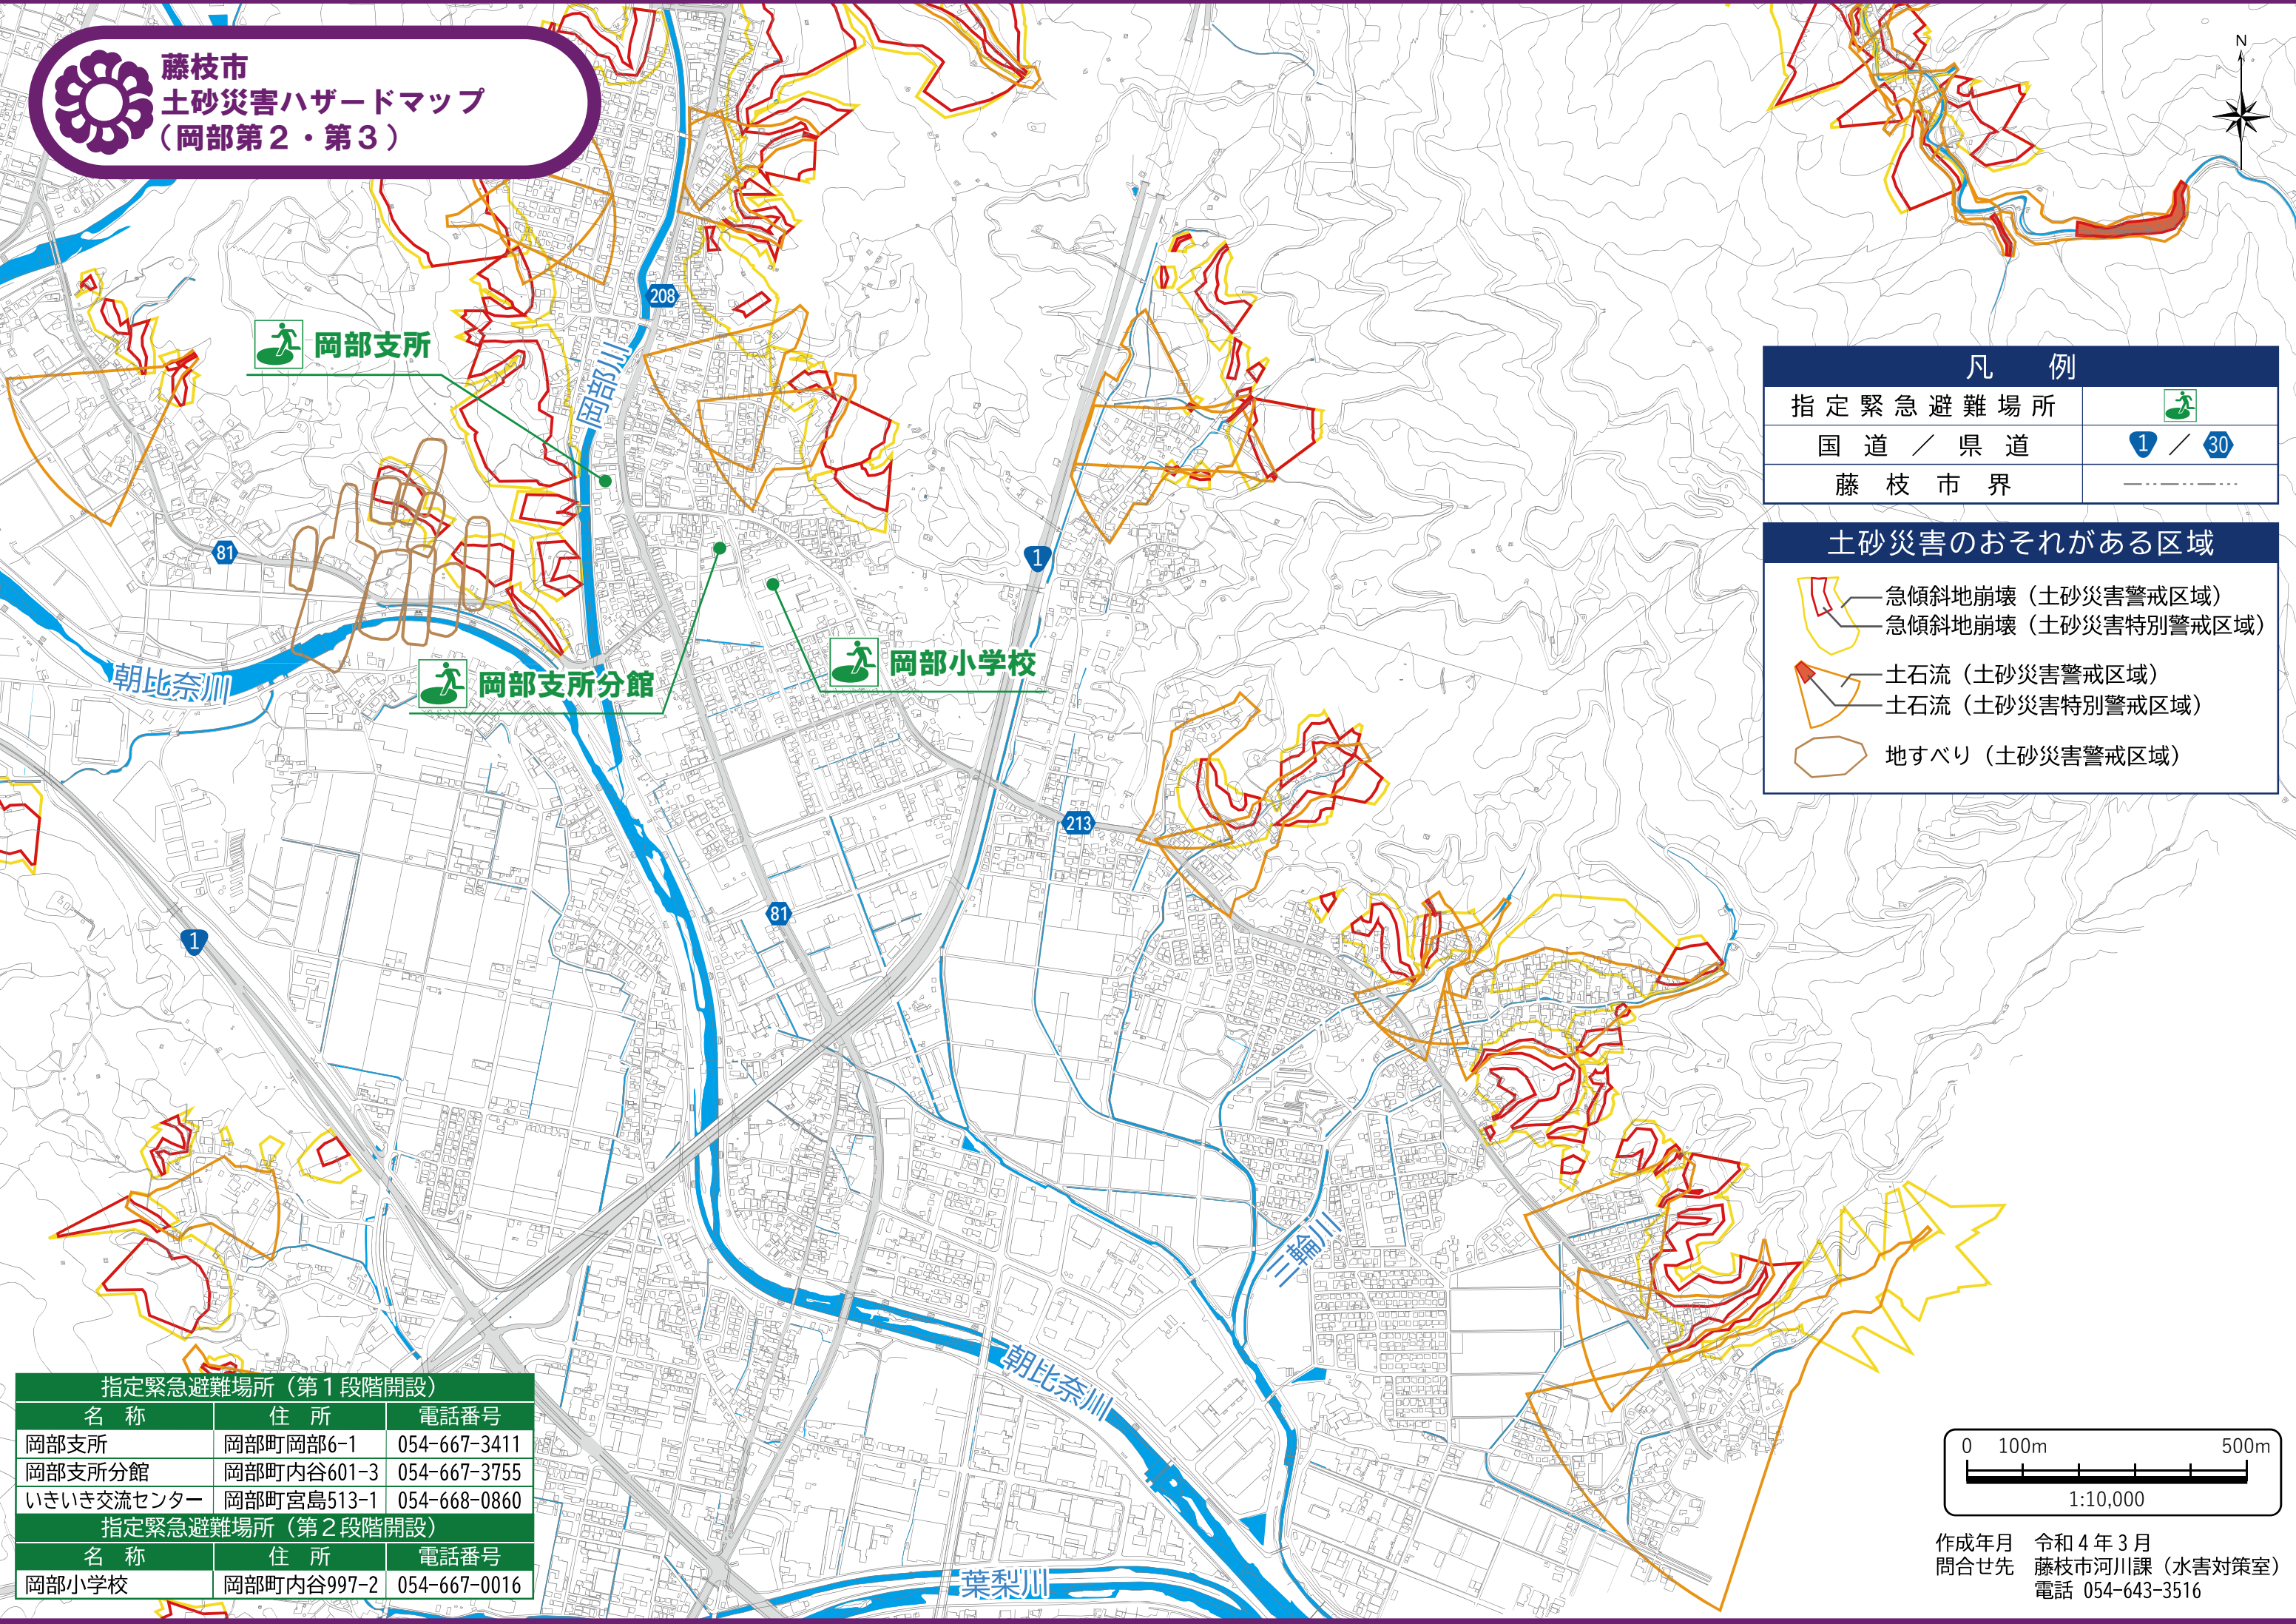 藤枝市
土砂災害ハザードマップ
（岡部第２・第３）
N
208
岡部支所
岡部川
81
1
朝比奈川
岡部支所分館
岡部小学校
213
81
1
三輪川
朝比奈川
葉梨川
凡 例
指定緊急避難場所
国道／県道 1 ／ 30
藤枝市界
土砂災害のおそれがある区域
急傾斜地崩壊（土砂災害警戒区域）
急傾斜地崩壊（土砂災害特別警戒区域）
土石流（土砂災害警戒区域）
土石流（土砂災害特別警戒区域）
地すべり（土砂災害警戒区域）
指定緊急避難場所（第１段階開設）
名 称 住 所 電話番号
岡部支所 岡部町岡部6-1 054-667-3411
岡部支所分館 岡部町内谷601-3 054-667-3755
いきいき交流センター 岡部町宮島513-1 054-668-0860
指定緊急避難場所（第２段階開設）
名 称 住 所 電話番号
岡部小学校 岡部町内谷997-2 054-667-0016
0 100m 500m
1:10,000
作成年月 令和４年３月
問合せ先 藤枝市河川課（水害対策室）
電話 054-643-3516